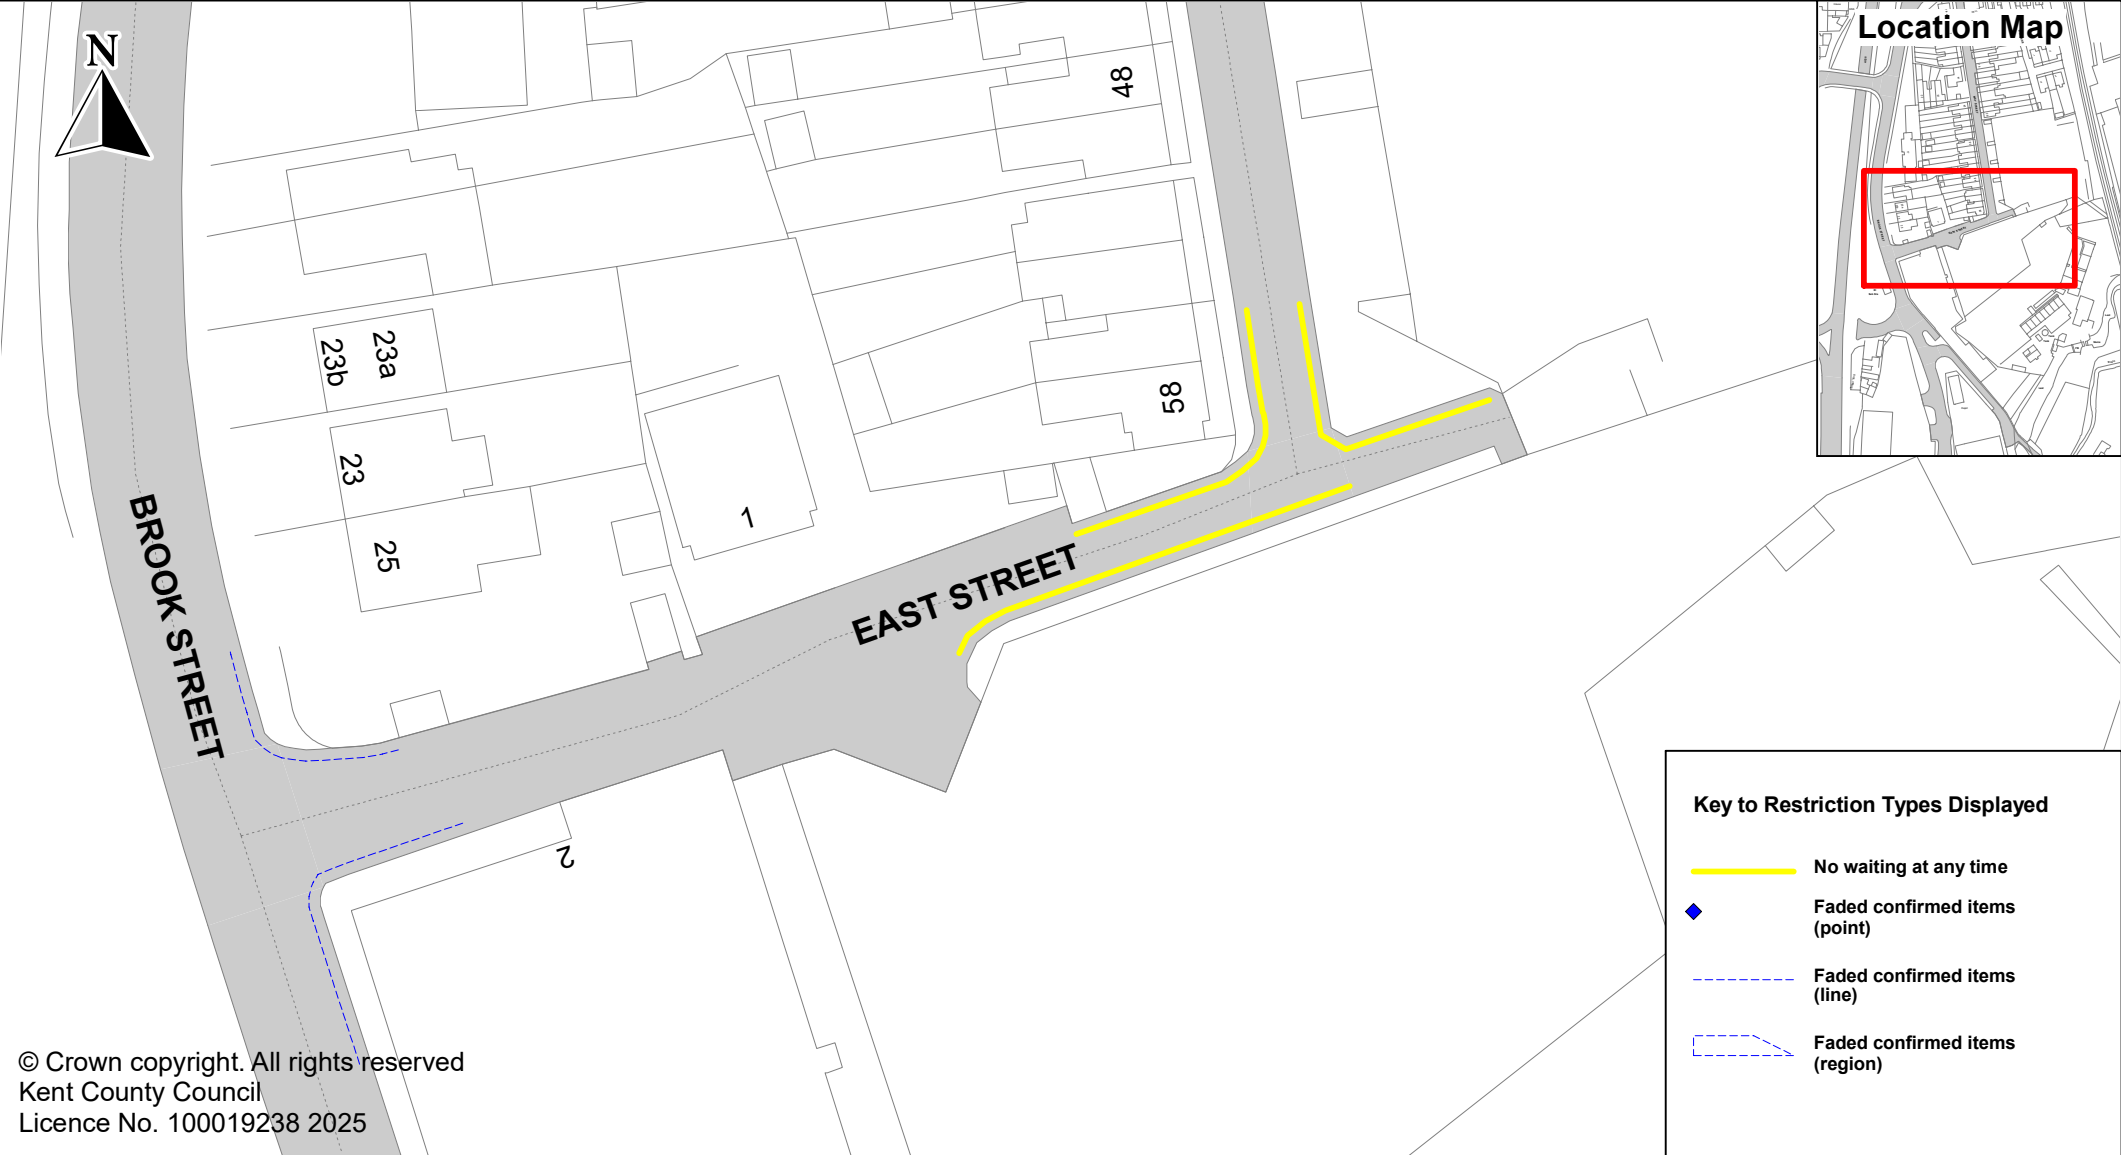 N
Location Map
48
23b
23a
58
23
1
25
BROOK STREET
EAST STREET
2
Key to Restriction Types Displayed
No waiting at any time
Faded confirmed items
(point)
Faded confirmed items
(line)
Faded confirmed items
(region)
© Crown copyright. All rights reserved
Kent County Council
Licence No. 100019238 2025